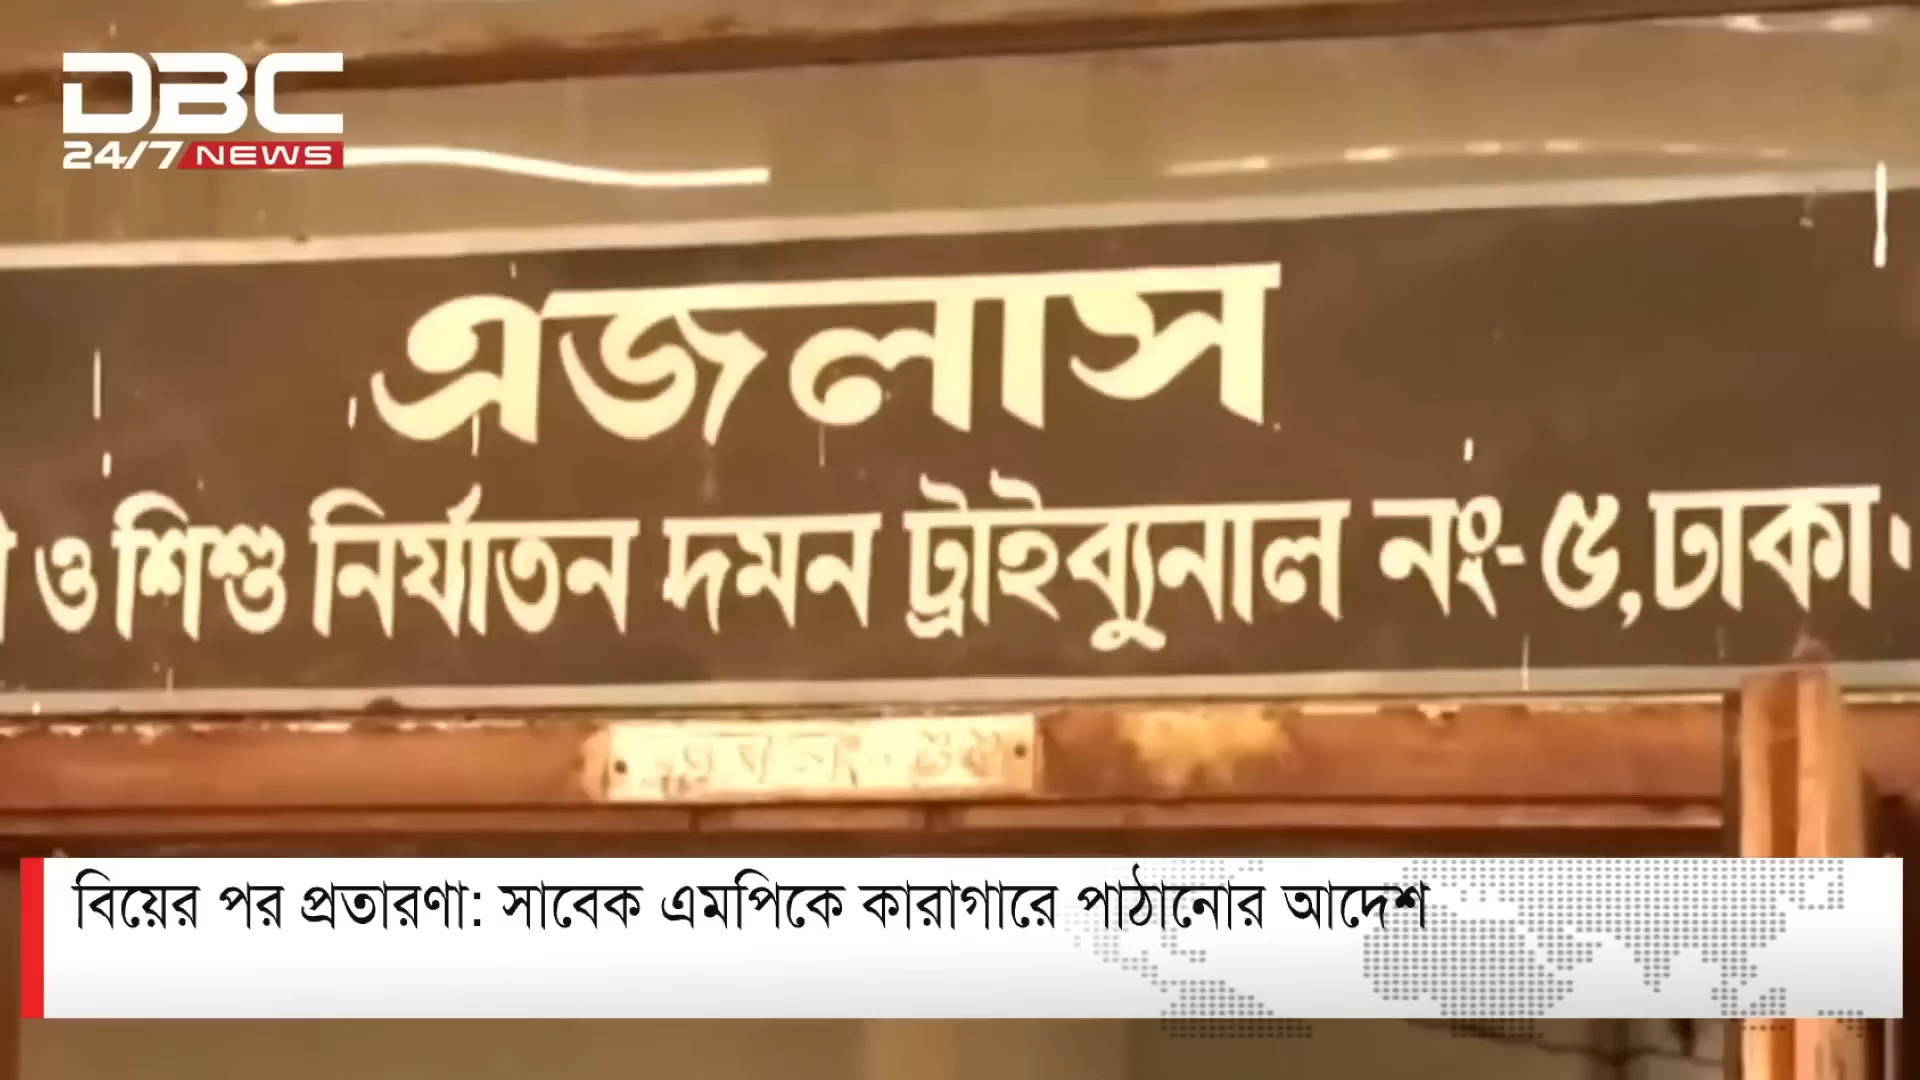 DBC
24/7 NEWS
এজলাস
ও শিশু নির্যাতন দমন ট্রাইব্যুনাল নং-৫, ঢাকা।
বিয়ের পর প্রতারণা: সাবেক এমপিকে কারাগারে পাঠানোর আদেশ